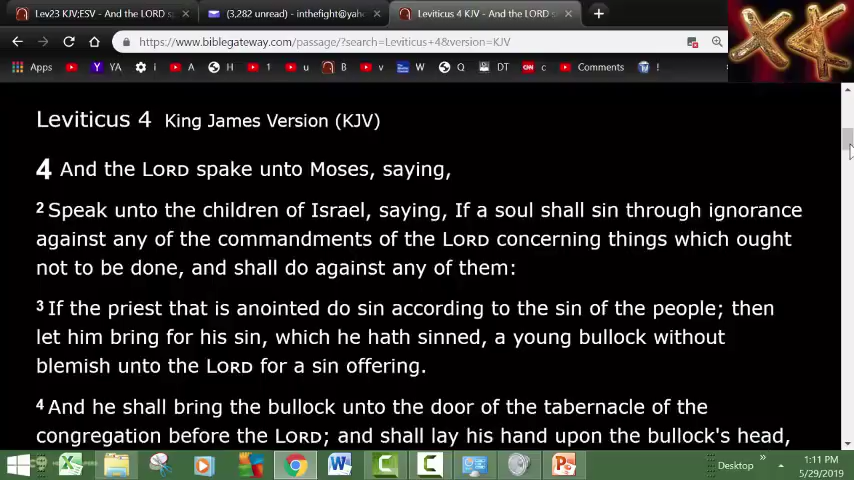 Lev23 KJV;ESV - And the LORD sp
(3,282 unread) - inthefight@yah
Leviticus 4 KJV - And the LORD s
https://www.biblegateway.com/passage/?search=Leviticus+4&version=KJV
Apps YA i A H 1 u B v W Q DT CNN c Comments !
X4
Leviticus 4 King James Version (KJV)
4 And the LORD spake unto Moses, saying,
2 Speak unto the children of Israel, saying, If a soul shall sin through ignorance
against any of the commandments of the LORD concerning things which ought
not to be done, and shall do against any of them:
3 If the priest that is anointed do sin according to the sin of the people; then
let him bring for his sin, which he hath sinned, a young bullock without
blemish unto the LORD for a sin offering.
4 And he shall bring the bullock unto the door of the tabernacle of the
congregation before the LORD; and shall lay his hand upon the bullock's head,
Desktop
1:11 PM
5/29/2019